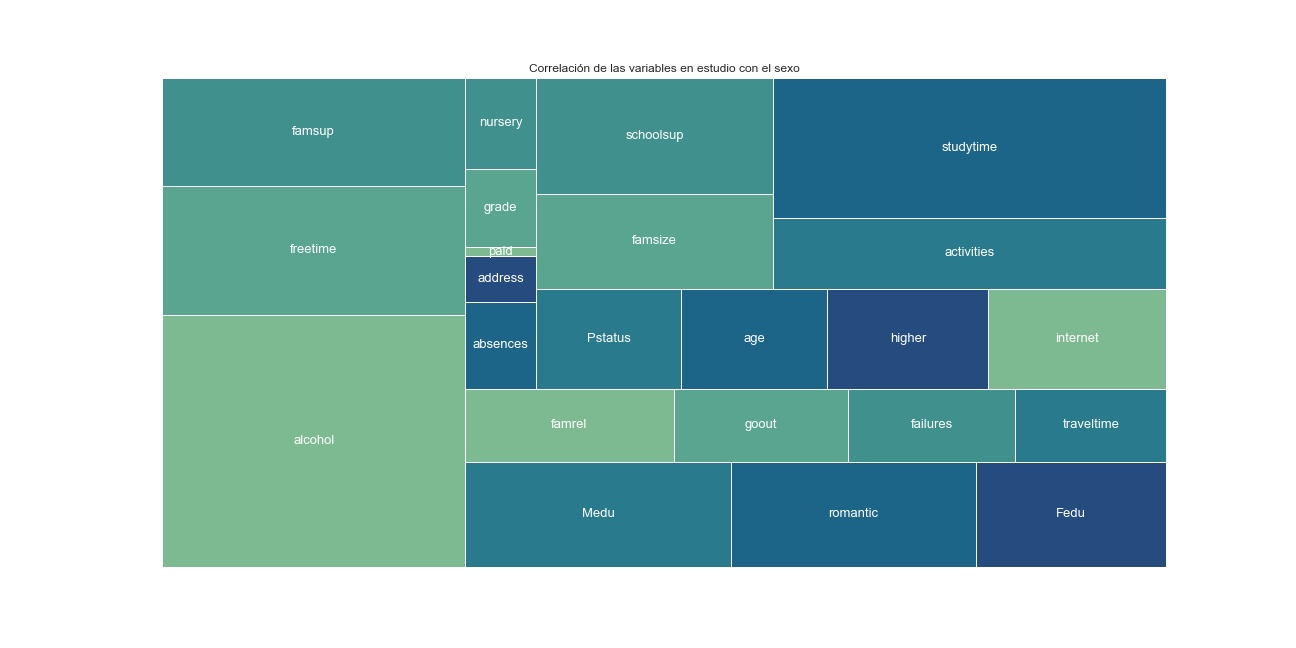 Correlación de las variables en estudio con el sexo
famsup
nursery
schoolsup
studytime
grade
freetime
famsize
paid
activities
address
absences
Pstatus
age
higher
internet
alcohol
famrel
goout
failures
traveltime
Medu
romantic
Fedu